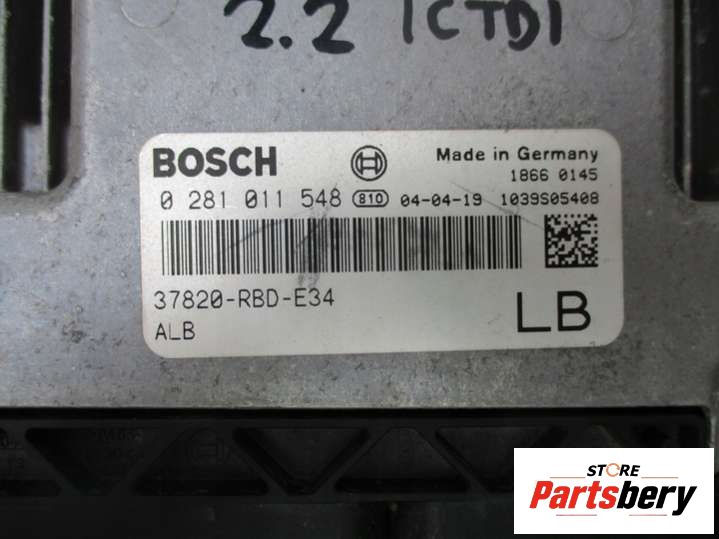 2.2 ICTDI
BOSCH
Made in Germany
1866 0145
0 281 011 548 810 04-04-19 1039S05408
37820-RBD-E34
ALB
LB
STORE
Partsbery